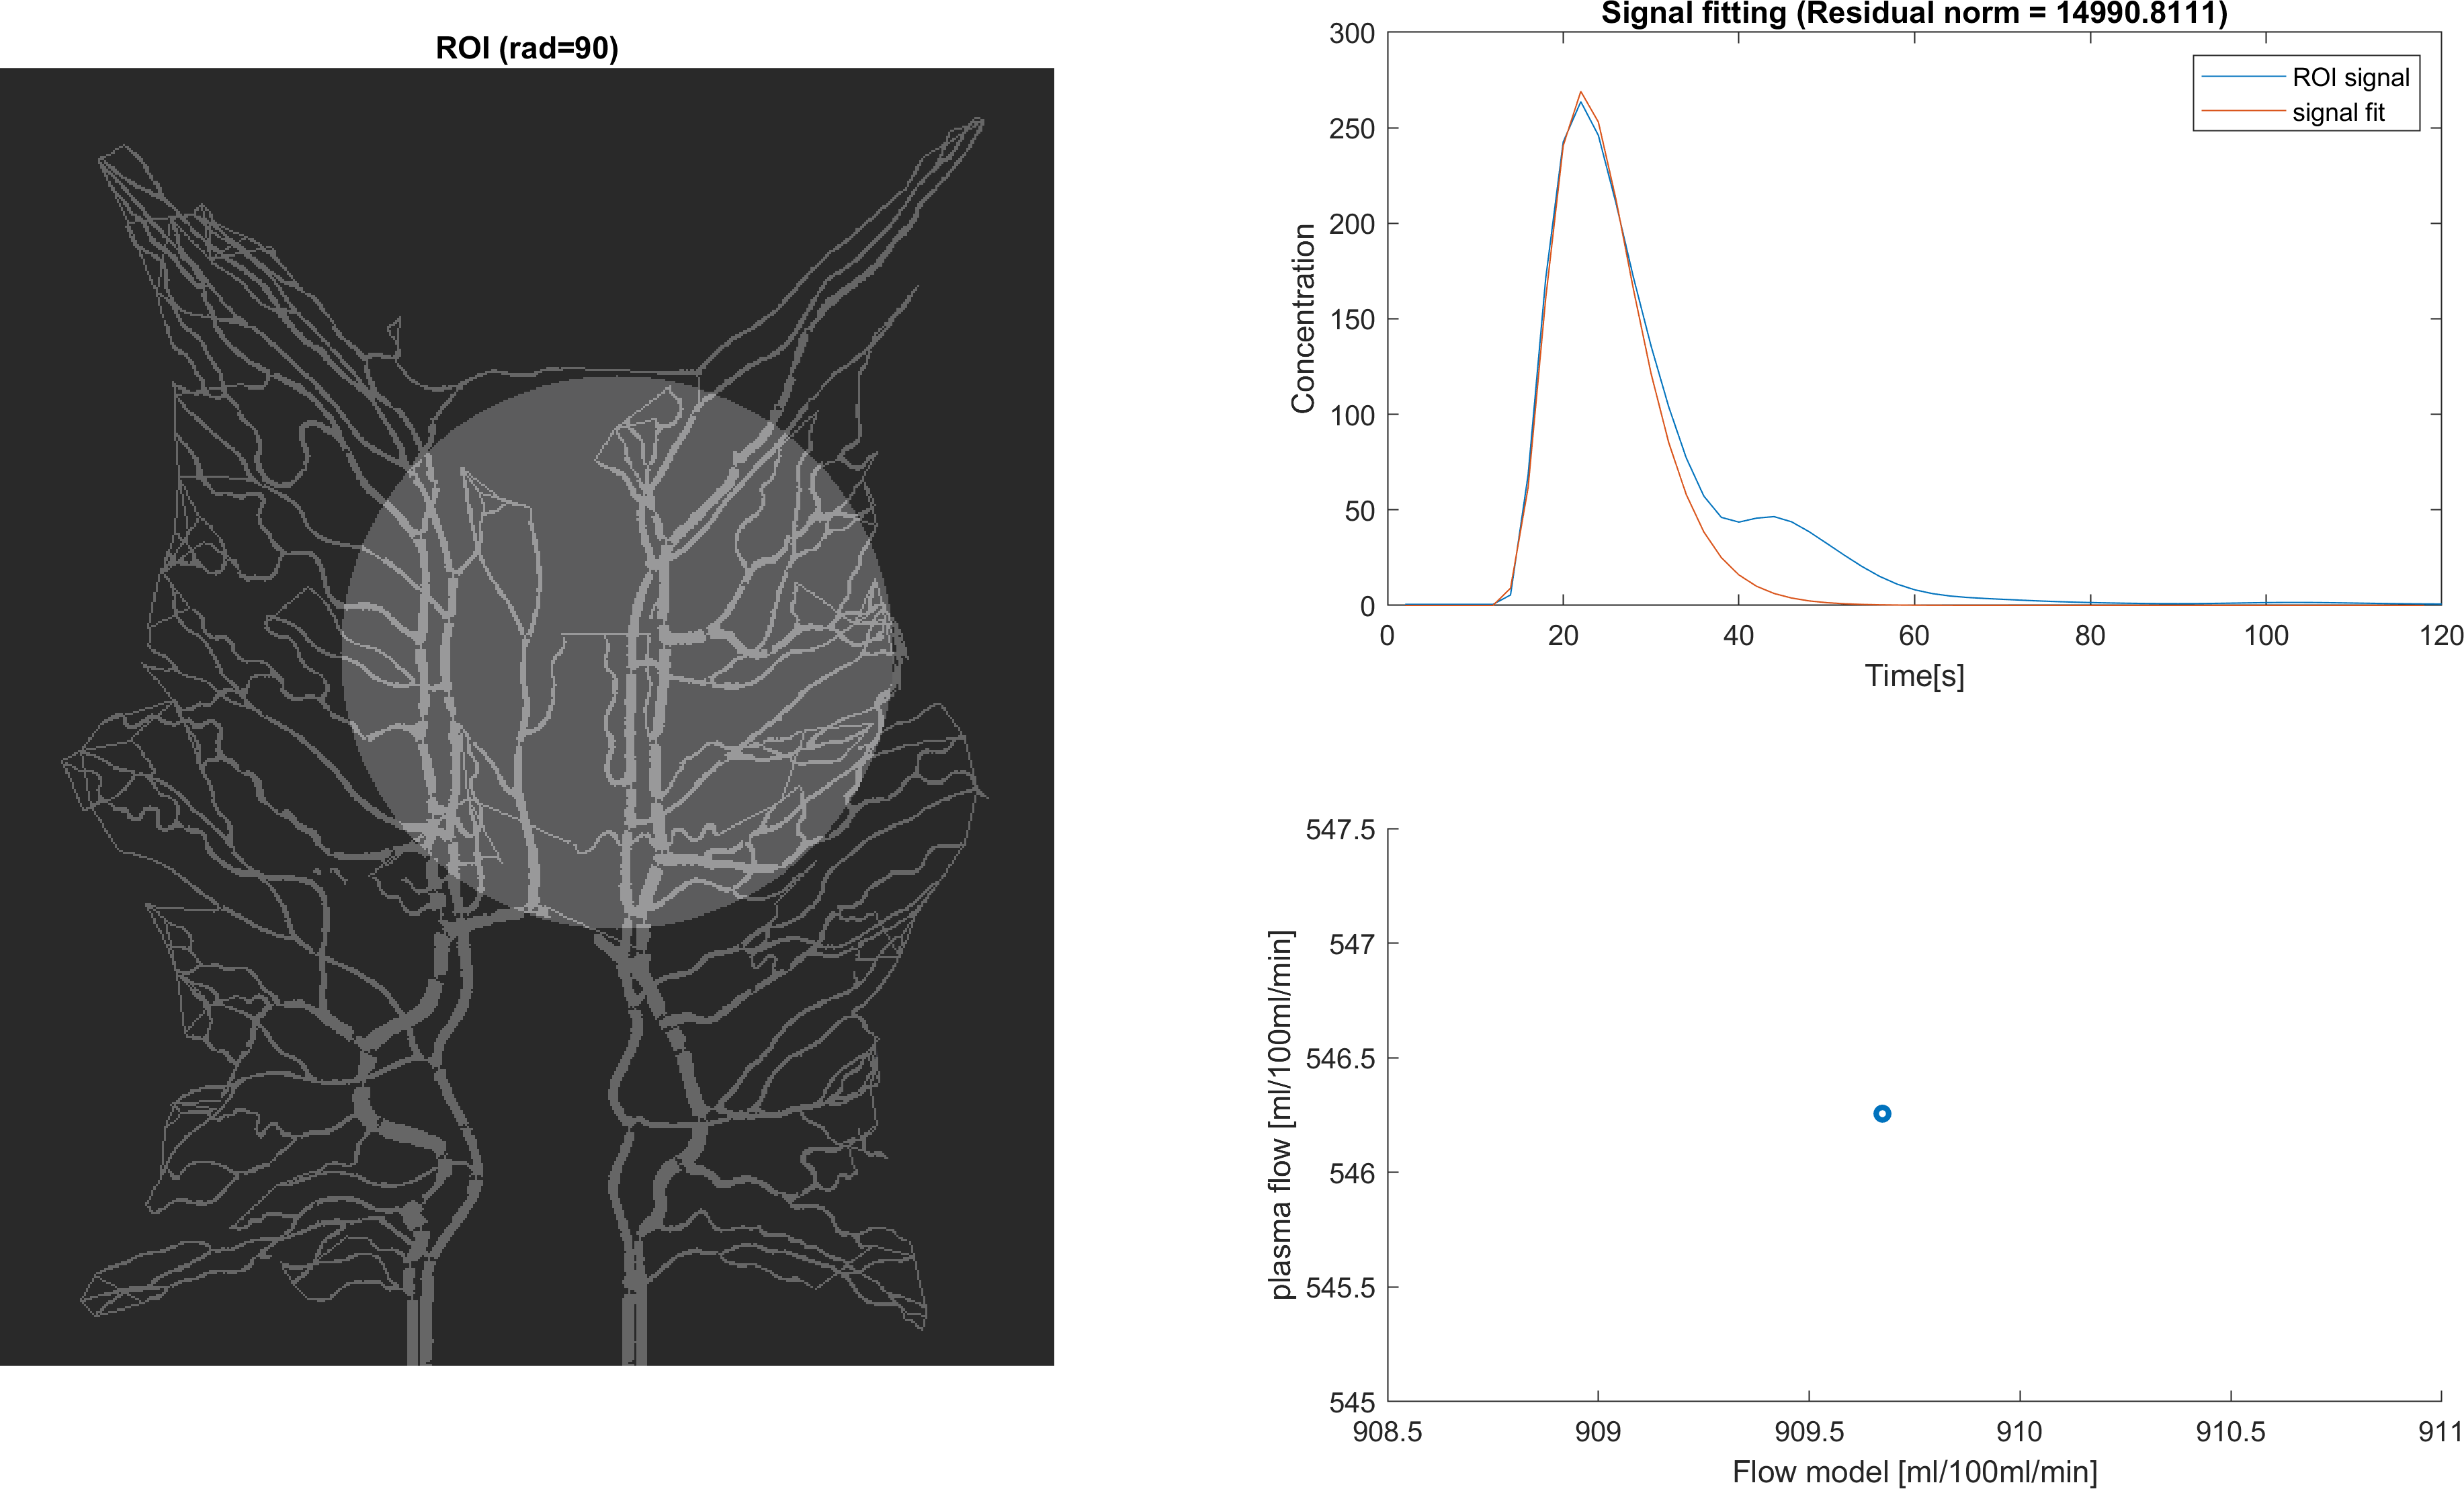 ROI (rad=90)
Signal fitting (Residual norm = 14990.8111)
300
250
200
150
100
50
0
Concentration
ROI signal
signal fit
0 20 40 60 80 100 120
Time[s]
547.5
547
546.5
546
545.5
545
plasma flow [ml/100ml/min]
908.5 909 909.5 910 910.5 911
Flow model [ml/100ml/min]